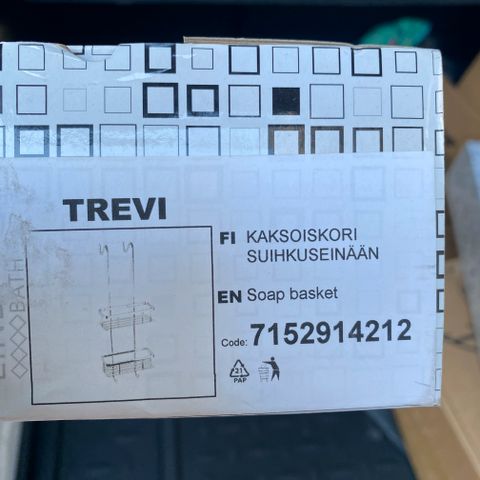 TREVI
BATH
FI KAKSOISKORI
SUIHKUSEINÄÄN
EN Soap basket
Code: 7152914212
21
PAP